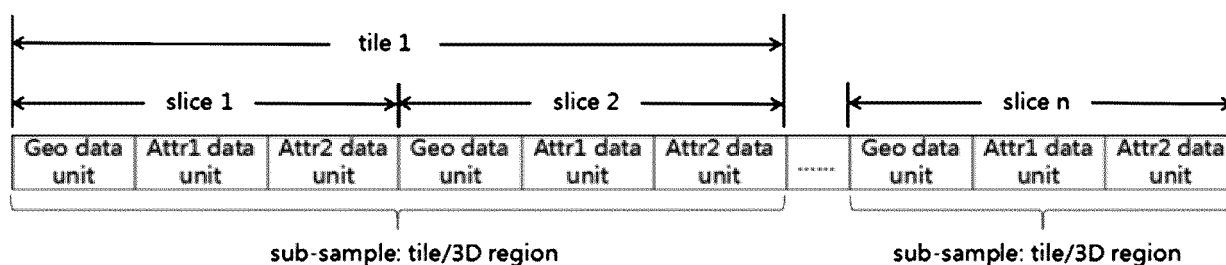 tile 1
slice 1 slice 2 slice n
Geo data unit Attr1 data unit Attr2 data unit Geo data unit Attr1 data unit Attr2 data unit ...... Geo data unit Attr1 data unit Attr2 data unit
sub-sample: tile/3D region sub-sample: tile/3D region